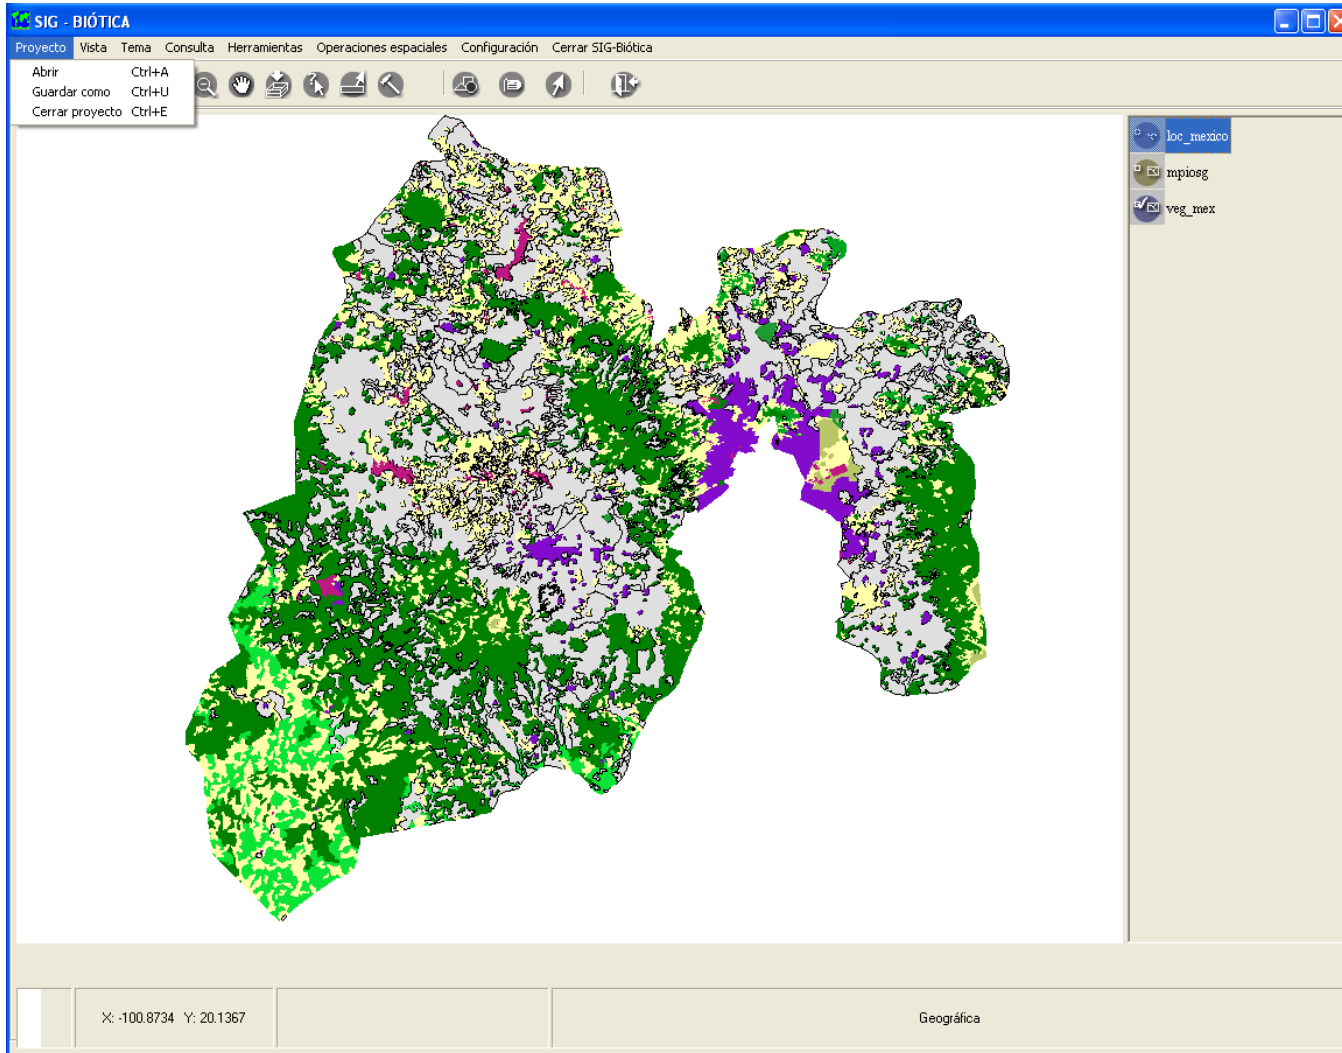 SIG - BIÓTICA
Proyecto Vista Tema Consulta Herramientas Operaciones espaciales Configuración Cerrar SIG-Biótica
Abrir Ctrl+A
Guardar como Ctrl+U
Cerrar proyecto Ctrl+E
loc_mexico
mpiosg
veg_mex
X: -100.8734 Y: 20.1367
Geográfica